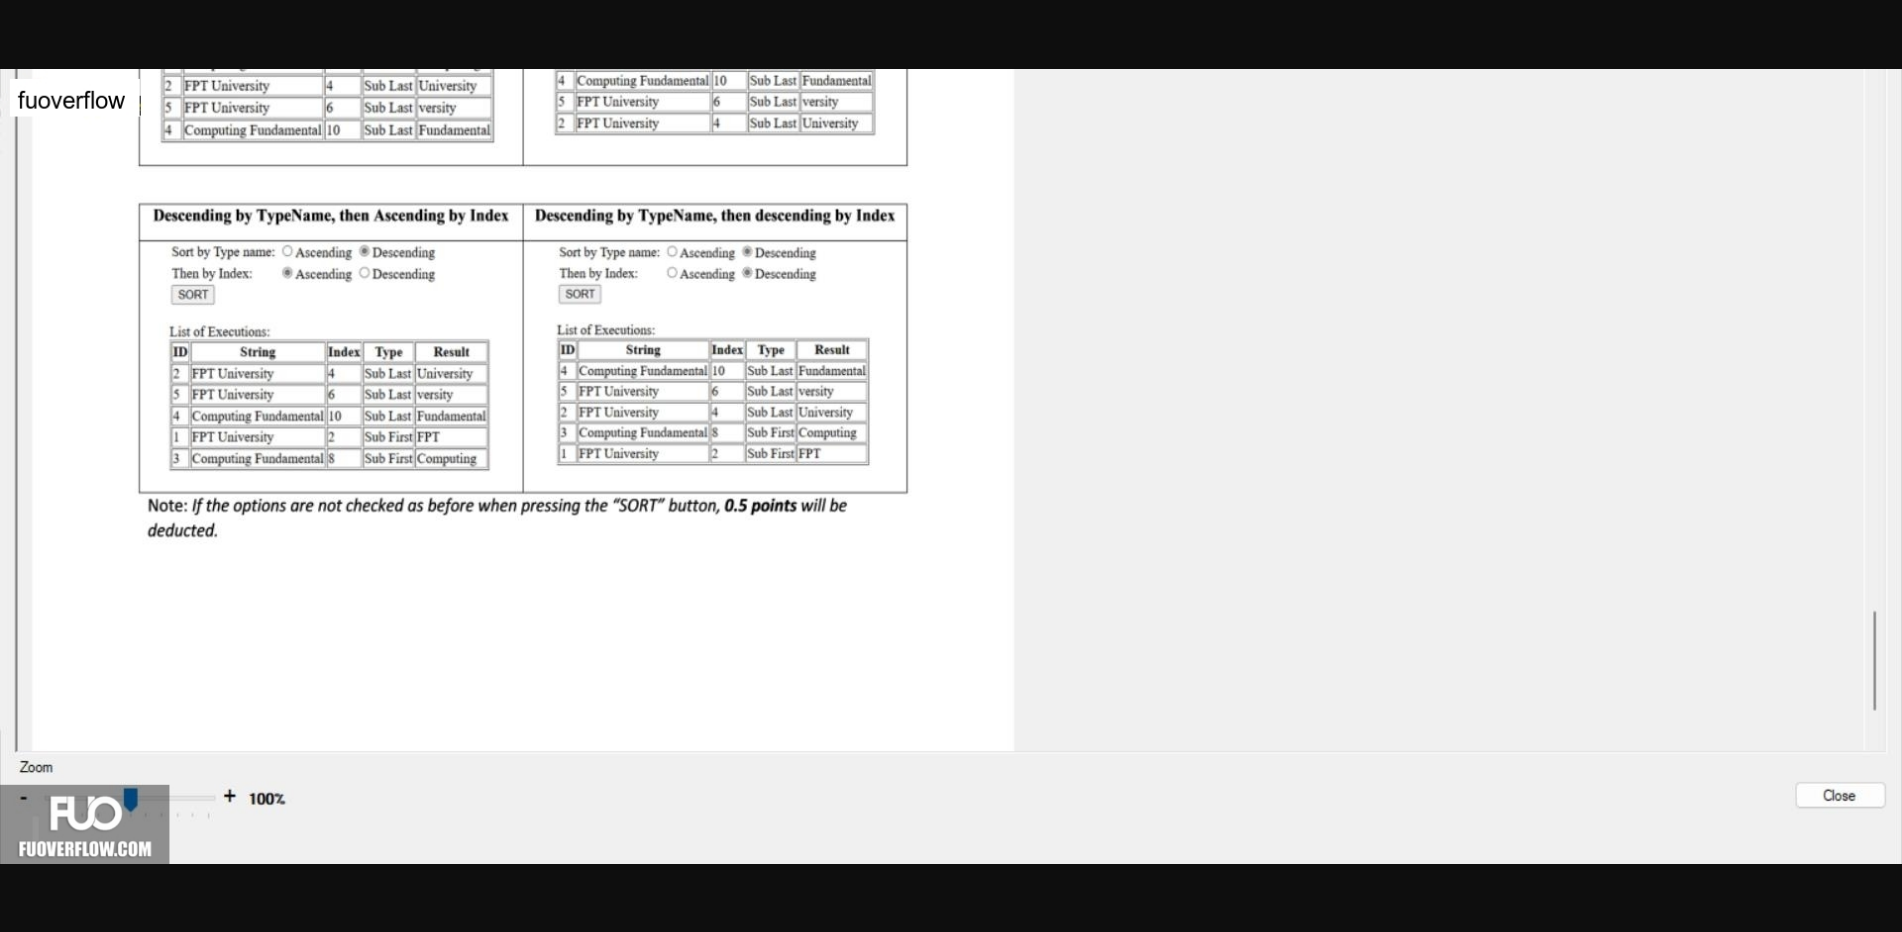 fuoverflow
2 FPT University 4 Sub Last University
5 FPT University 6 Sub Last versity
4 Computing Fundamental 10 Sub Last Fundamental
4 Computing Fundamental 10 Sub Last Fundamental
5 FPT University 6 Sub Last versity
2 FPT University 4 Sub Last University
Descending by TypeName, then Ascending by Index
Sort by Type name: Ascending Descending
Then by Index: Ascending Descending
SORT
List of Executions:
ID String Index Type Result
2 FPT University 4 Sub Last University
5 FPT University 6 Sub Last versity
4 Computing Fundamental 10 Sub Last Fundamental
1 FPT University 2 Sub First FPT
3 Computing Fundamental 8 Sub First Computing
Descending by TypeName, then descending by Index
Sort by Type name: Ascending Descending
Then by Index: Ascending Descending
SORT
List of Executions:
ID String Index Type Result
4 Computing Fundamental 10 Sub Last Fundamental
5 FPT University 6 Sub Last versity
2 FPT University 4 Sub Last University
3 Computing Fundamental 8 Sub First Computing
1 FPT University 2 Sub First FPT
Note: If the options are not checked as before when pressing the “SORT” button, 0.5 points will be
deducted.
Zoom
- + 100%
Close
FUO
FUOVERFLOW.COM